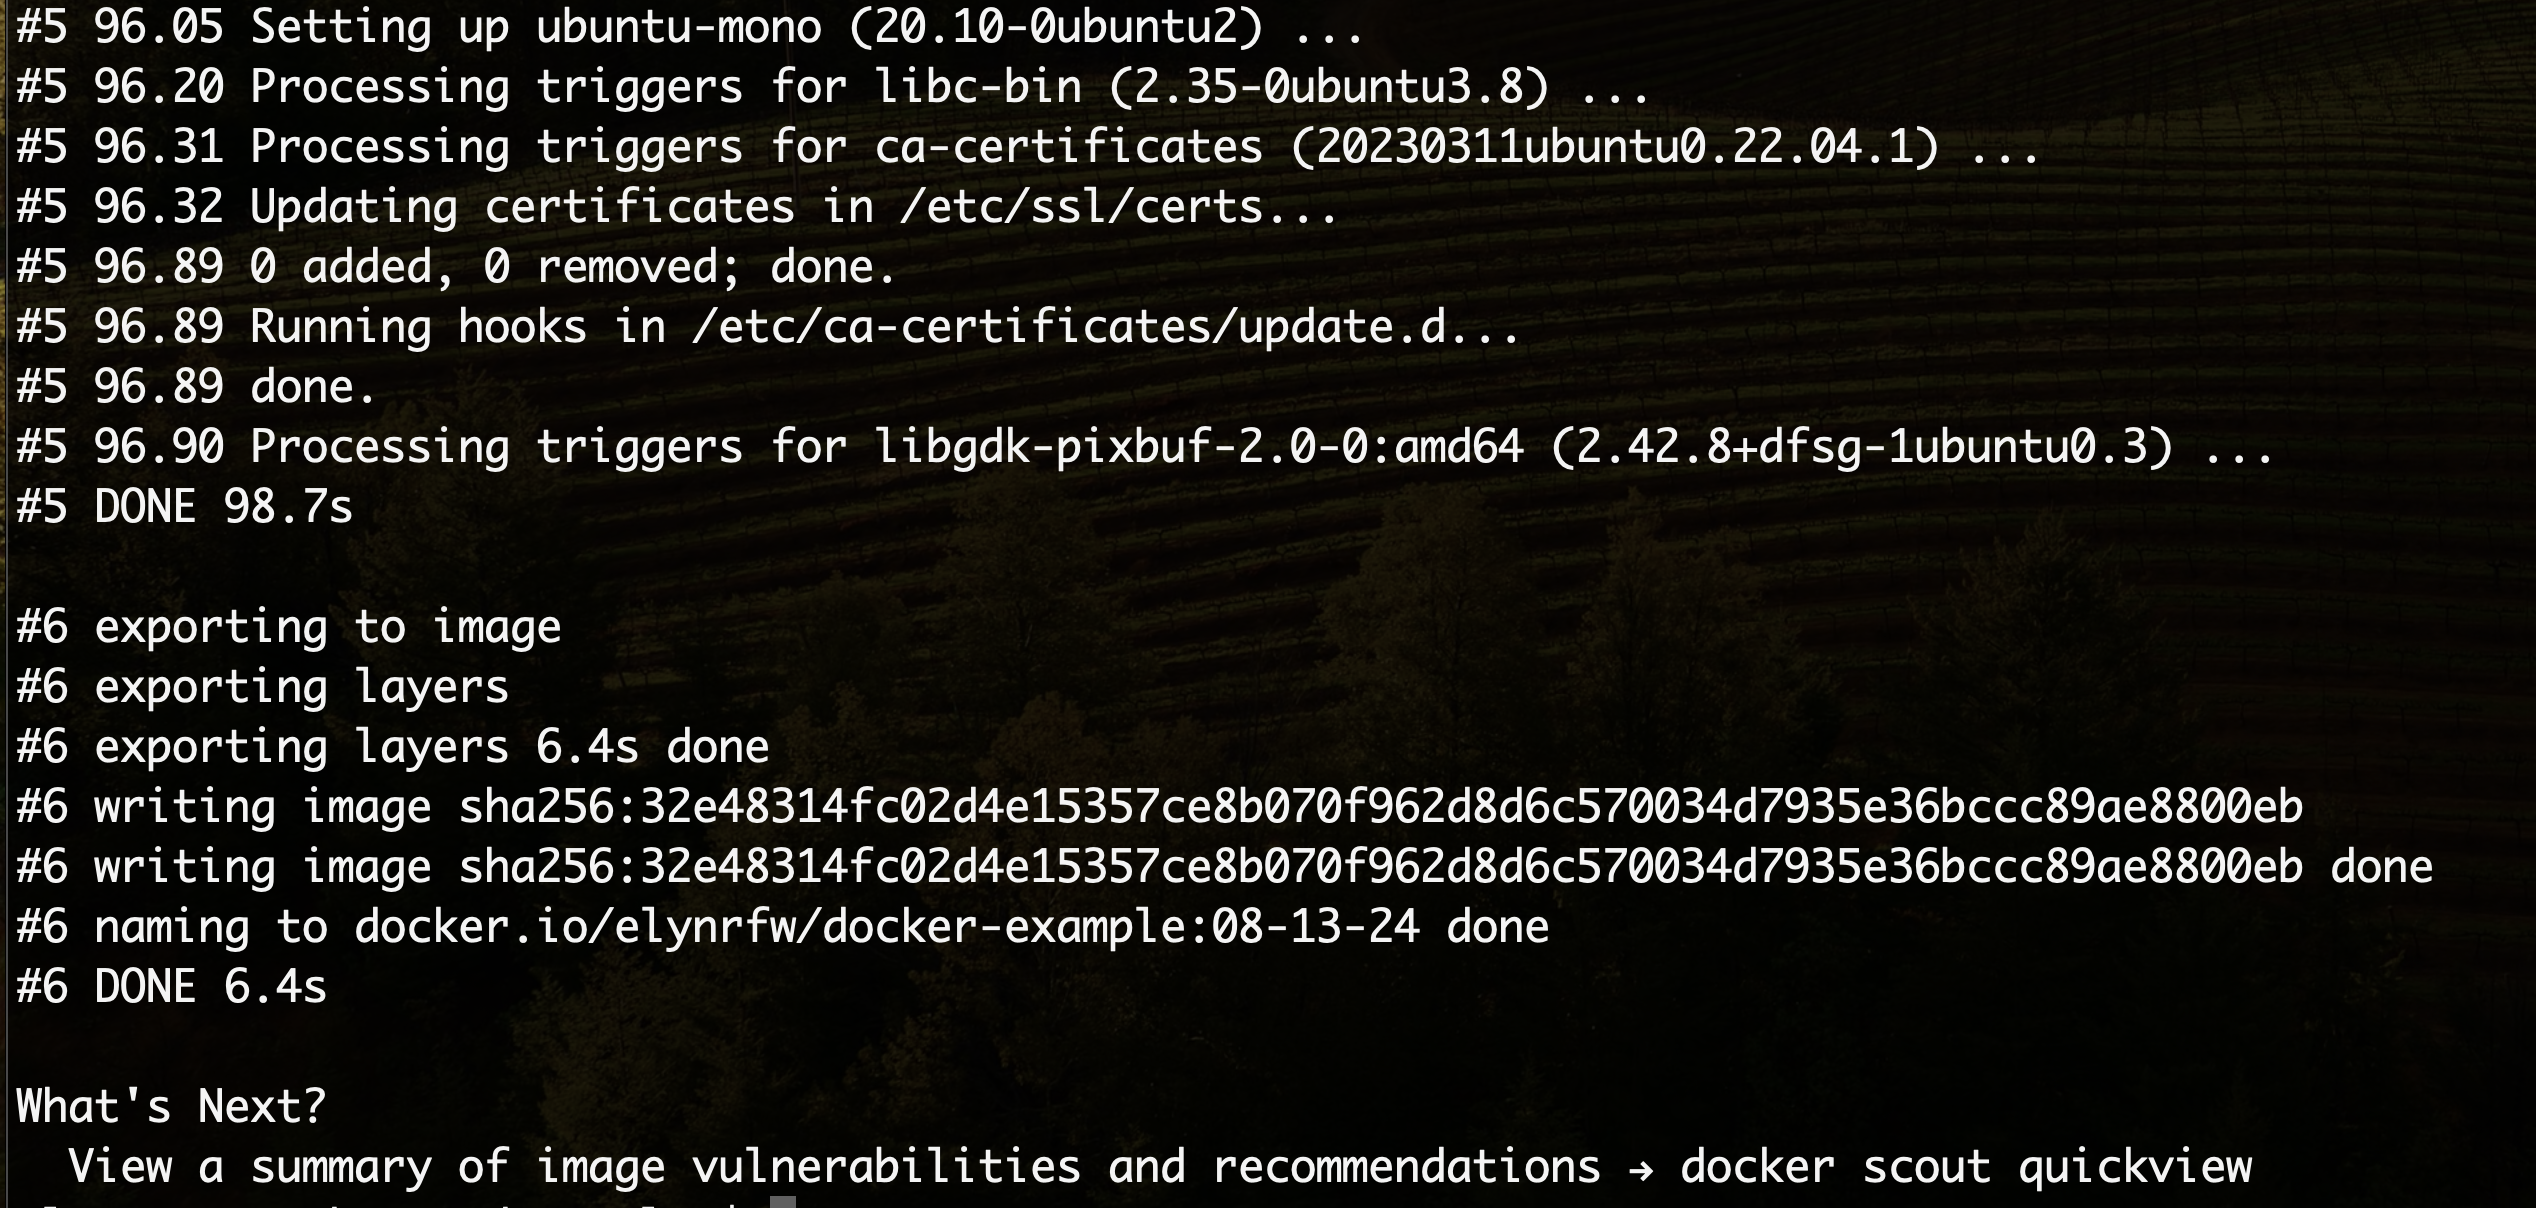 #5 96.05 Setting up ubuntu-mono (20.10-0ubuntu2) ...
#5 96.20 Processing triggers for libc-bin (2.35-0ubuntu3.8) ...
#5 96.31 Processing triggers for ca-certificates (20230311ubuntu0.22.04.1) ...
#5 96.32 Updating certificates in /etc/ssl/certs...
#5 96.89 0 added, 0 removed; done.
#5 96.89 Running hooks in /etc/ca-certificates/update.d...
#5 96.89 done.
#5 96.90 Processing triggers for libgdk-pixbuf-2.0-0:amd64 (2.42.8+dfsg-1ubuntu0.3) ...
#5 DONE 98.7s
#6 exporting to image
#6 exporting layers
#6 exporting layers 6.4s done
#6 writing image sha256:32e48314fc02d4e15357ce8b070f962d8d6c570034d7935e36bccc89ae8800eb
#6 writing image sha256:32e48314fc02d4e15357ce8b070f962d8d6c570034d7935e36bccc89ae8800eb done
#6 naming to docker.io/elynrfw/docker-example:08-13-24 done
#6 DONE 6.4s
What's Next?
View a summary of image vulnerabilities and recommendations → docker scout quickview